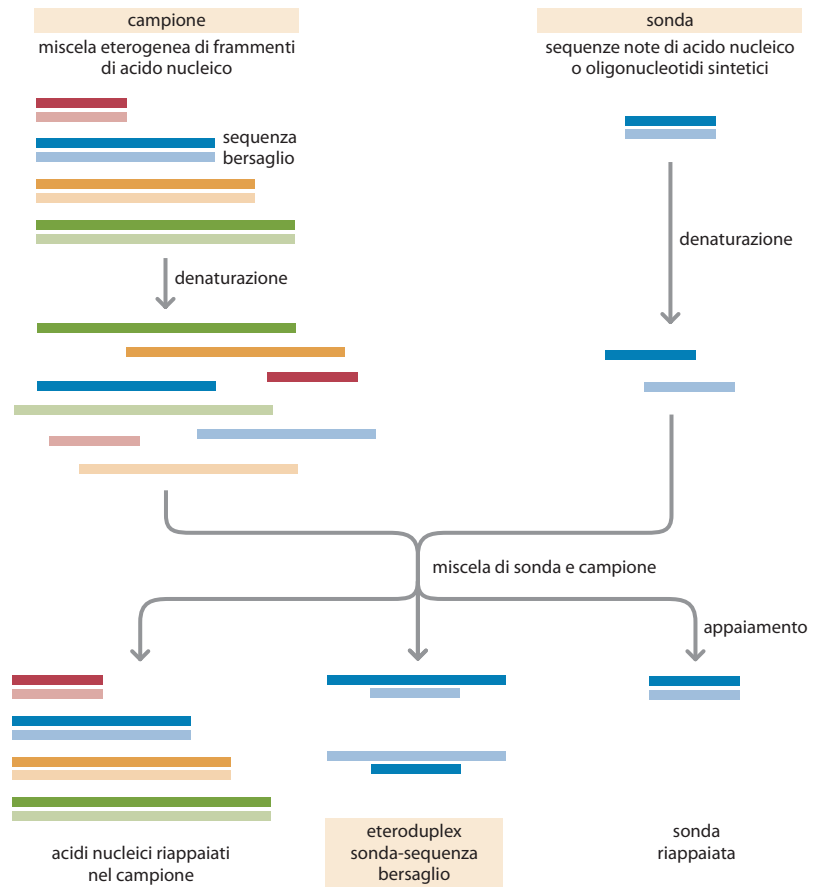 campione
miscela eterogenea di frammenti
di acido nucleico
sonda
sequenze note di acido nucleico
o oligonucleotidi sintetici
sequenza
bersaglio
denaturazione
denaturazione
miscela di sonda e campione
appaiamento
acidi nucleici riappaiati
nel campione
eteroduplex
sonda-sequenza
bersaglio
sonda
riappaiata